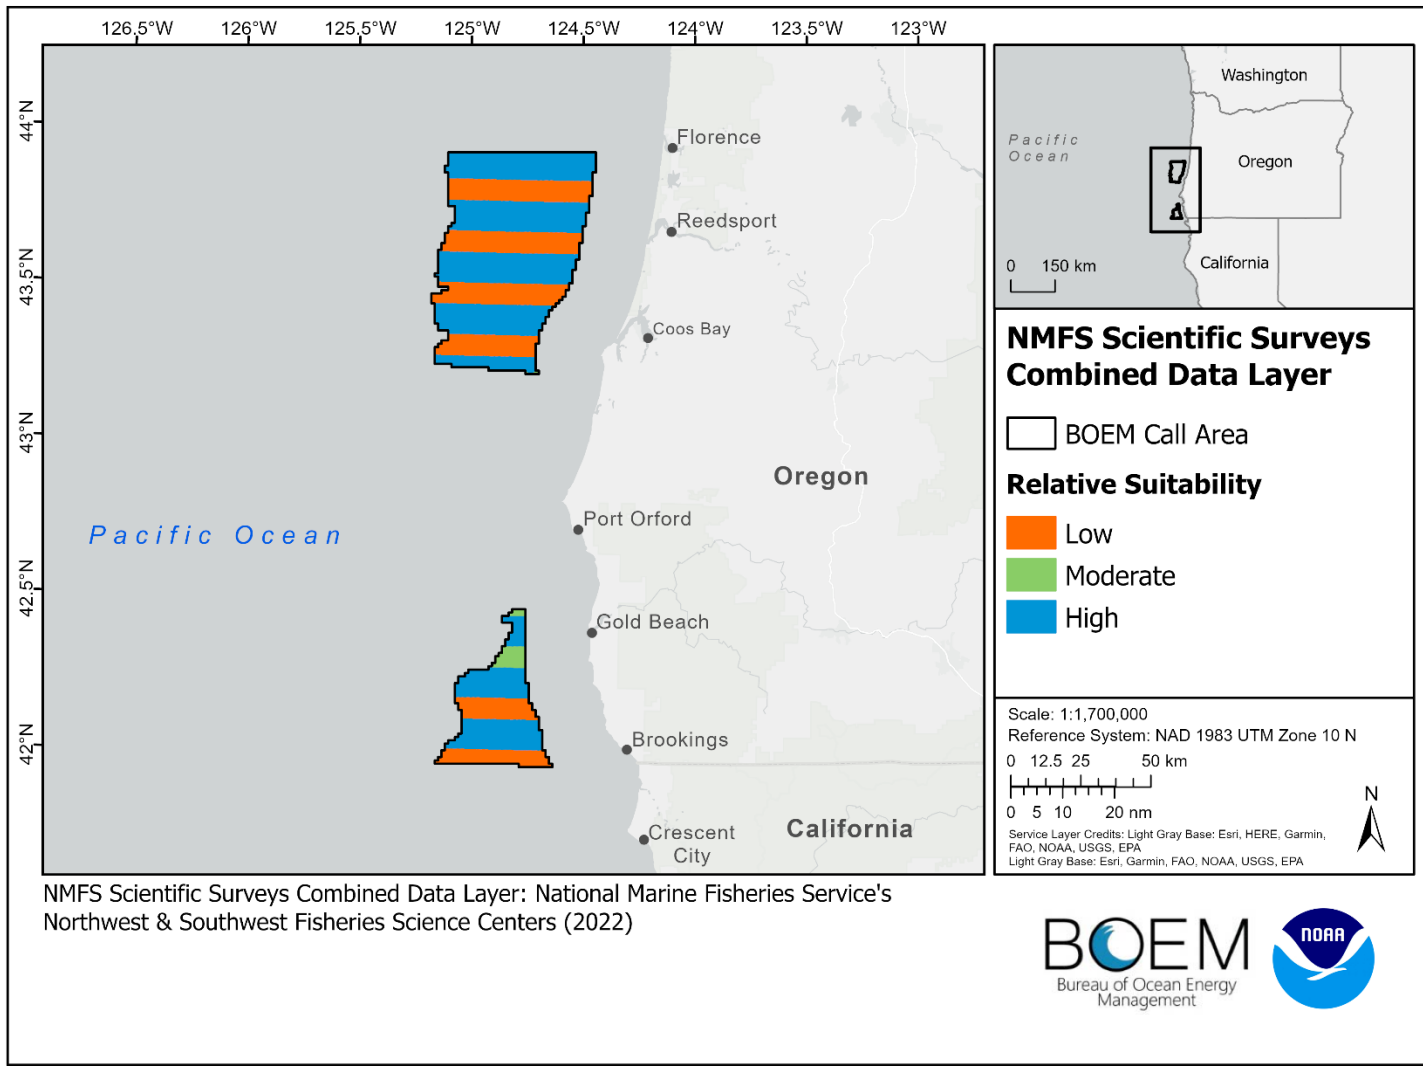 126.5°W
126°W
125.5°W
125°W
124.5°W
124°W
123.5°W
123°W
44°N
43.5°N
43°N
42.5°N
42°N
Florence
Reedsport
Coos Bay
Oregon
Port Orford
Pacific Ocean
Gold Beach
Brookings
Crescent
City
California
Washington
Pacific
Ocean
Oregon
California
0 150 km
NMFS Scientific Surveys
Combined Data Layer
BOEM Call Area
Relative Suitability
Low
Moderate
High
Scale: 1:1,700,000
Reference System: NAD 1983 UTM Zone 10 N
0 12.5 25 50 km
0 5 10 20 nm
N
Service Layer Credits: Light Gray Base: Esri, HERE, Garmin,
FAO, NOAA, USGS, EPA
Light Gray Base: Esri, Garmin, FAO, NOAA, USGS, EPA
NMFS Scientific Surveys Combined Data Layer: National Marine Fisheries Service's
Northwest & Southwest Fisheries Science Centers (2022)
BOEM
Bureau of Ocean Energy
Management
NOAA